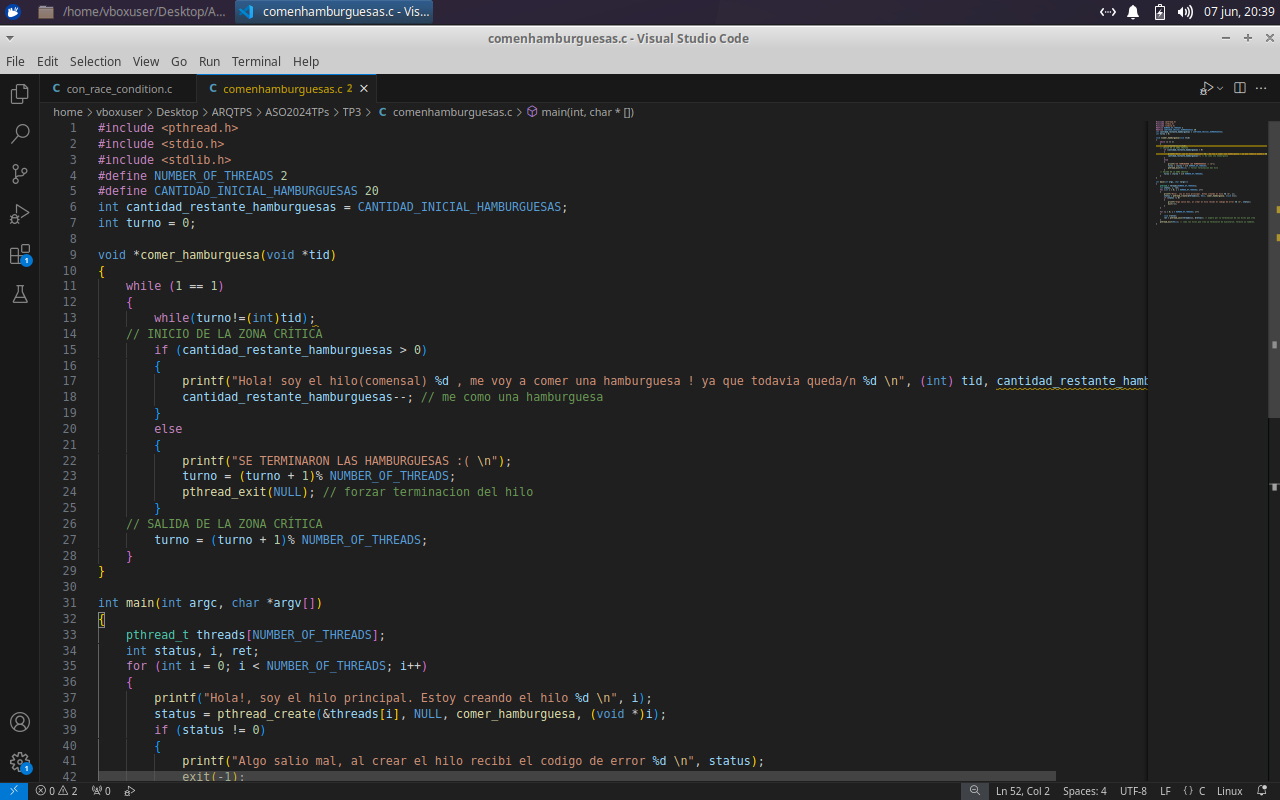 /home/vboxuser/Desktop/A...
comenhamburguesas.c - Vis...
07 jun, 20:39
comenhamburguesas.c - Visual Studio Code
File Edit Selection View Go Run Terminal Help
C con_race_condition.c
C comenhamburguesas.c 2
home > vboxuser > Desktop > ARQTPS > ASO2024TPs > TP3 > C comenhamburguesas.c > main(int, char * [])
1 #include <pthread.h>
2 #include <stdio.h>
3 #include <stdlib.h>
4 #define NUMBER_OF_THREADS 2
5 #define CANTIDAD_INICIAL_HAMBURGUESAS 20
6 int cantidad_restante_hamburguesas = CANTIDAD_INICIAL_HAMBURGUESAS;
7 int turno = 0;
8
9 void *comer_hamburguesa(void *tid)
10 {
11 while (1 == 1)
12 {
13 while(turno!=(int)tid);
14 // INICIO DE LA ZONA CRÍTICA
15 if (cantidad_restante_hamburguesas > 0)
16 {
17 printf("Hola! soy el hilo(comensal) %d , me voy a comer una hamburguesa ! ya que todavia queda/n %d \n", (int) tid, cantidad_restante_hamb
18 cantidad_restante_hamburguesas--; // me como una hamburguesa
19 }
20 else
21 {
22 printf("SE TERMINARON LAS HAMBURGUESAS :( \n");
23 turno = (turno + 1)% NUMBER_OF_THREADS;
24 pthread_exit(NULL); // forzar terminacion del hilo
25 }
26 // SALIDA DE LA ZONA CRÍTICA
27 turno = (turno + 1)% NUMBER_OF_THREADS;
28 }
29 }
30
31 int main(int argc, char *argv[])
32 {
33 pthread_t threads[NUMBER_OF_THREADS];
34 int status, i, ret;
35 for (int i = 0; i < NUMBER_OF_THREADS; i++)
36 {
37 printf("Hola!, soy el hilo principal. Estoy creando el hilo %d \n", i);
38 status = pthread_create(&threads[i], NULL, comer_hamburguesa, (void *)i);
39 if (status != 0)
40 {
41 printf("Algo salio mal, al crear el hilo recibi el codigo de error %d \n", status);
42 exit(-1);
1
1
0 2 0 Ln 52, Col 2 Spaces: 4 UTF-8 LF {} C Linux